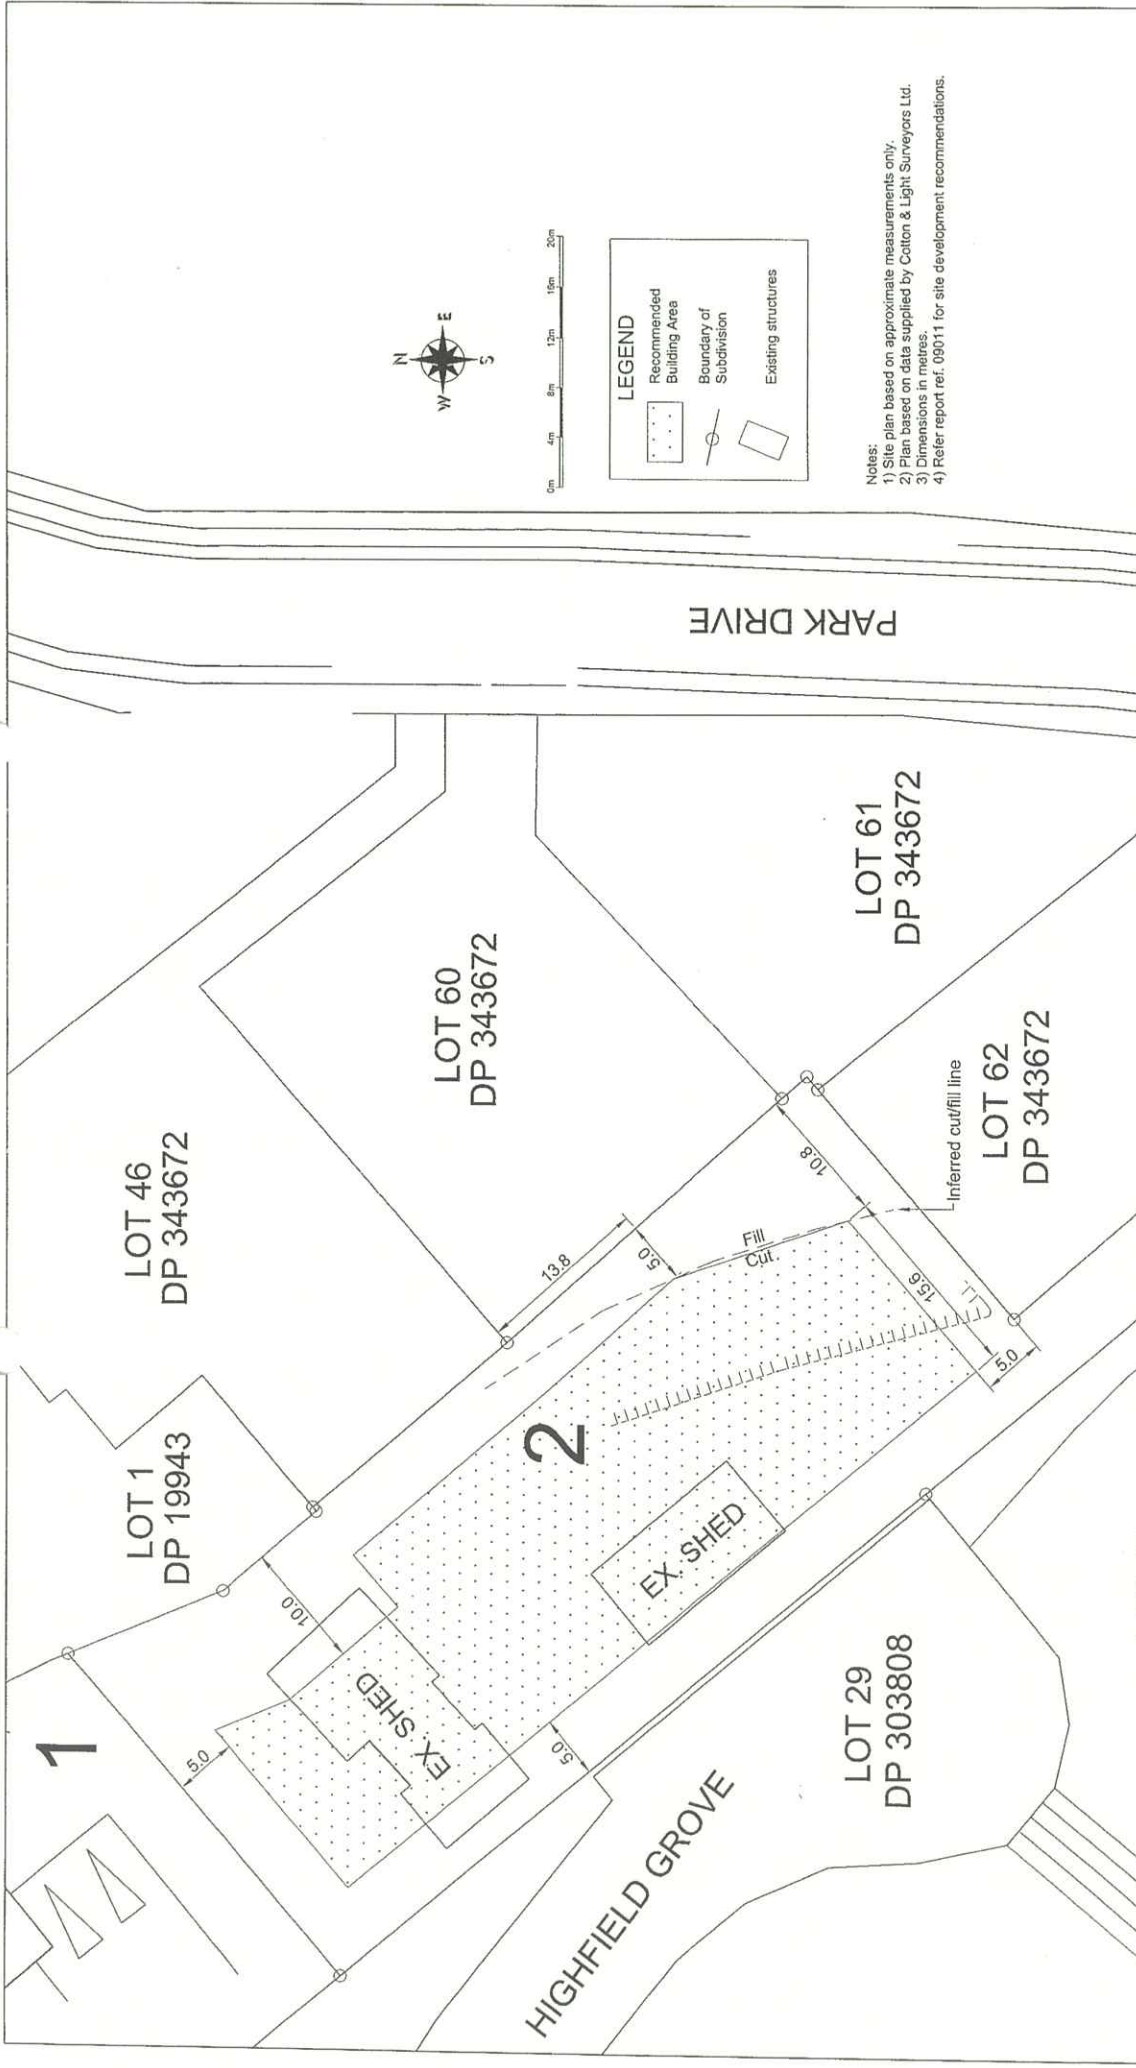 1
LOT 1
DP 19943
LOT 46
DP 343672
LOT 60
DP 343672
LOT 61
DP 343672
LOT 62
DP 343672
LOT 29
DP 303808
2
EX. SHED
EX. SHED
HIGHFIELD GROVE
PARK DRIVE
5.0
10.0
5.0
13.8
5.0
10.8
15.6
5.0
Fill
Cut
Inferred cut/fill line
N
W
E
S
0m 4m 8m 12m 16m 20m
LEGEND
Recommended
Building Area
Boundary of
Subdivision
Existing structures
Notes:
1) Site plan based on approximate measurements only.
2) Plan based on data supplied by Cotton & Light Surveyors Ltd.
3) Dimensions in metres.
4) Refer report ref. 09011 for site development recommendations.